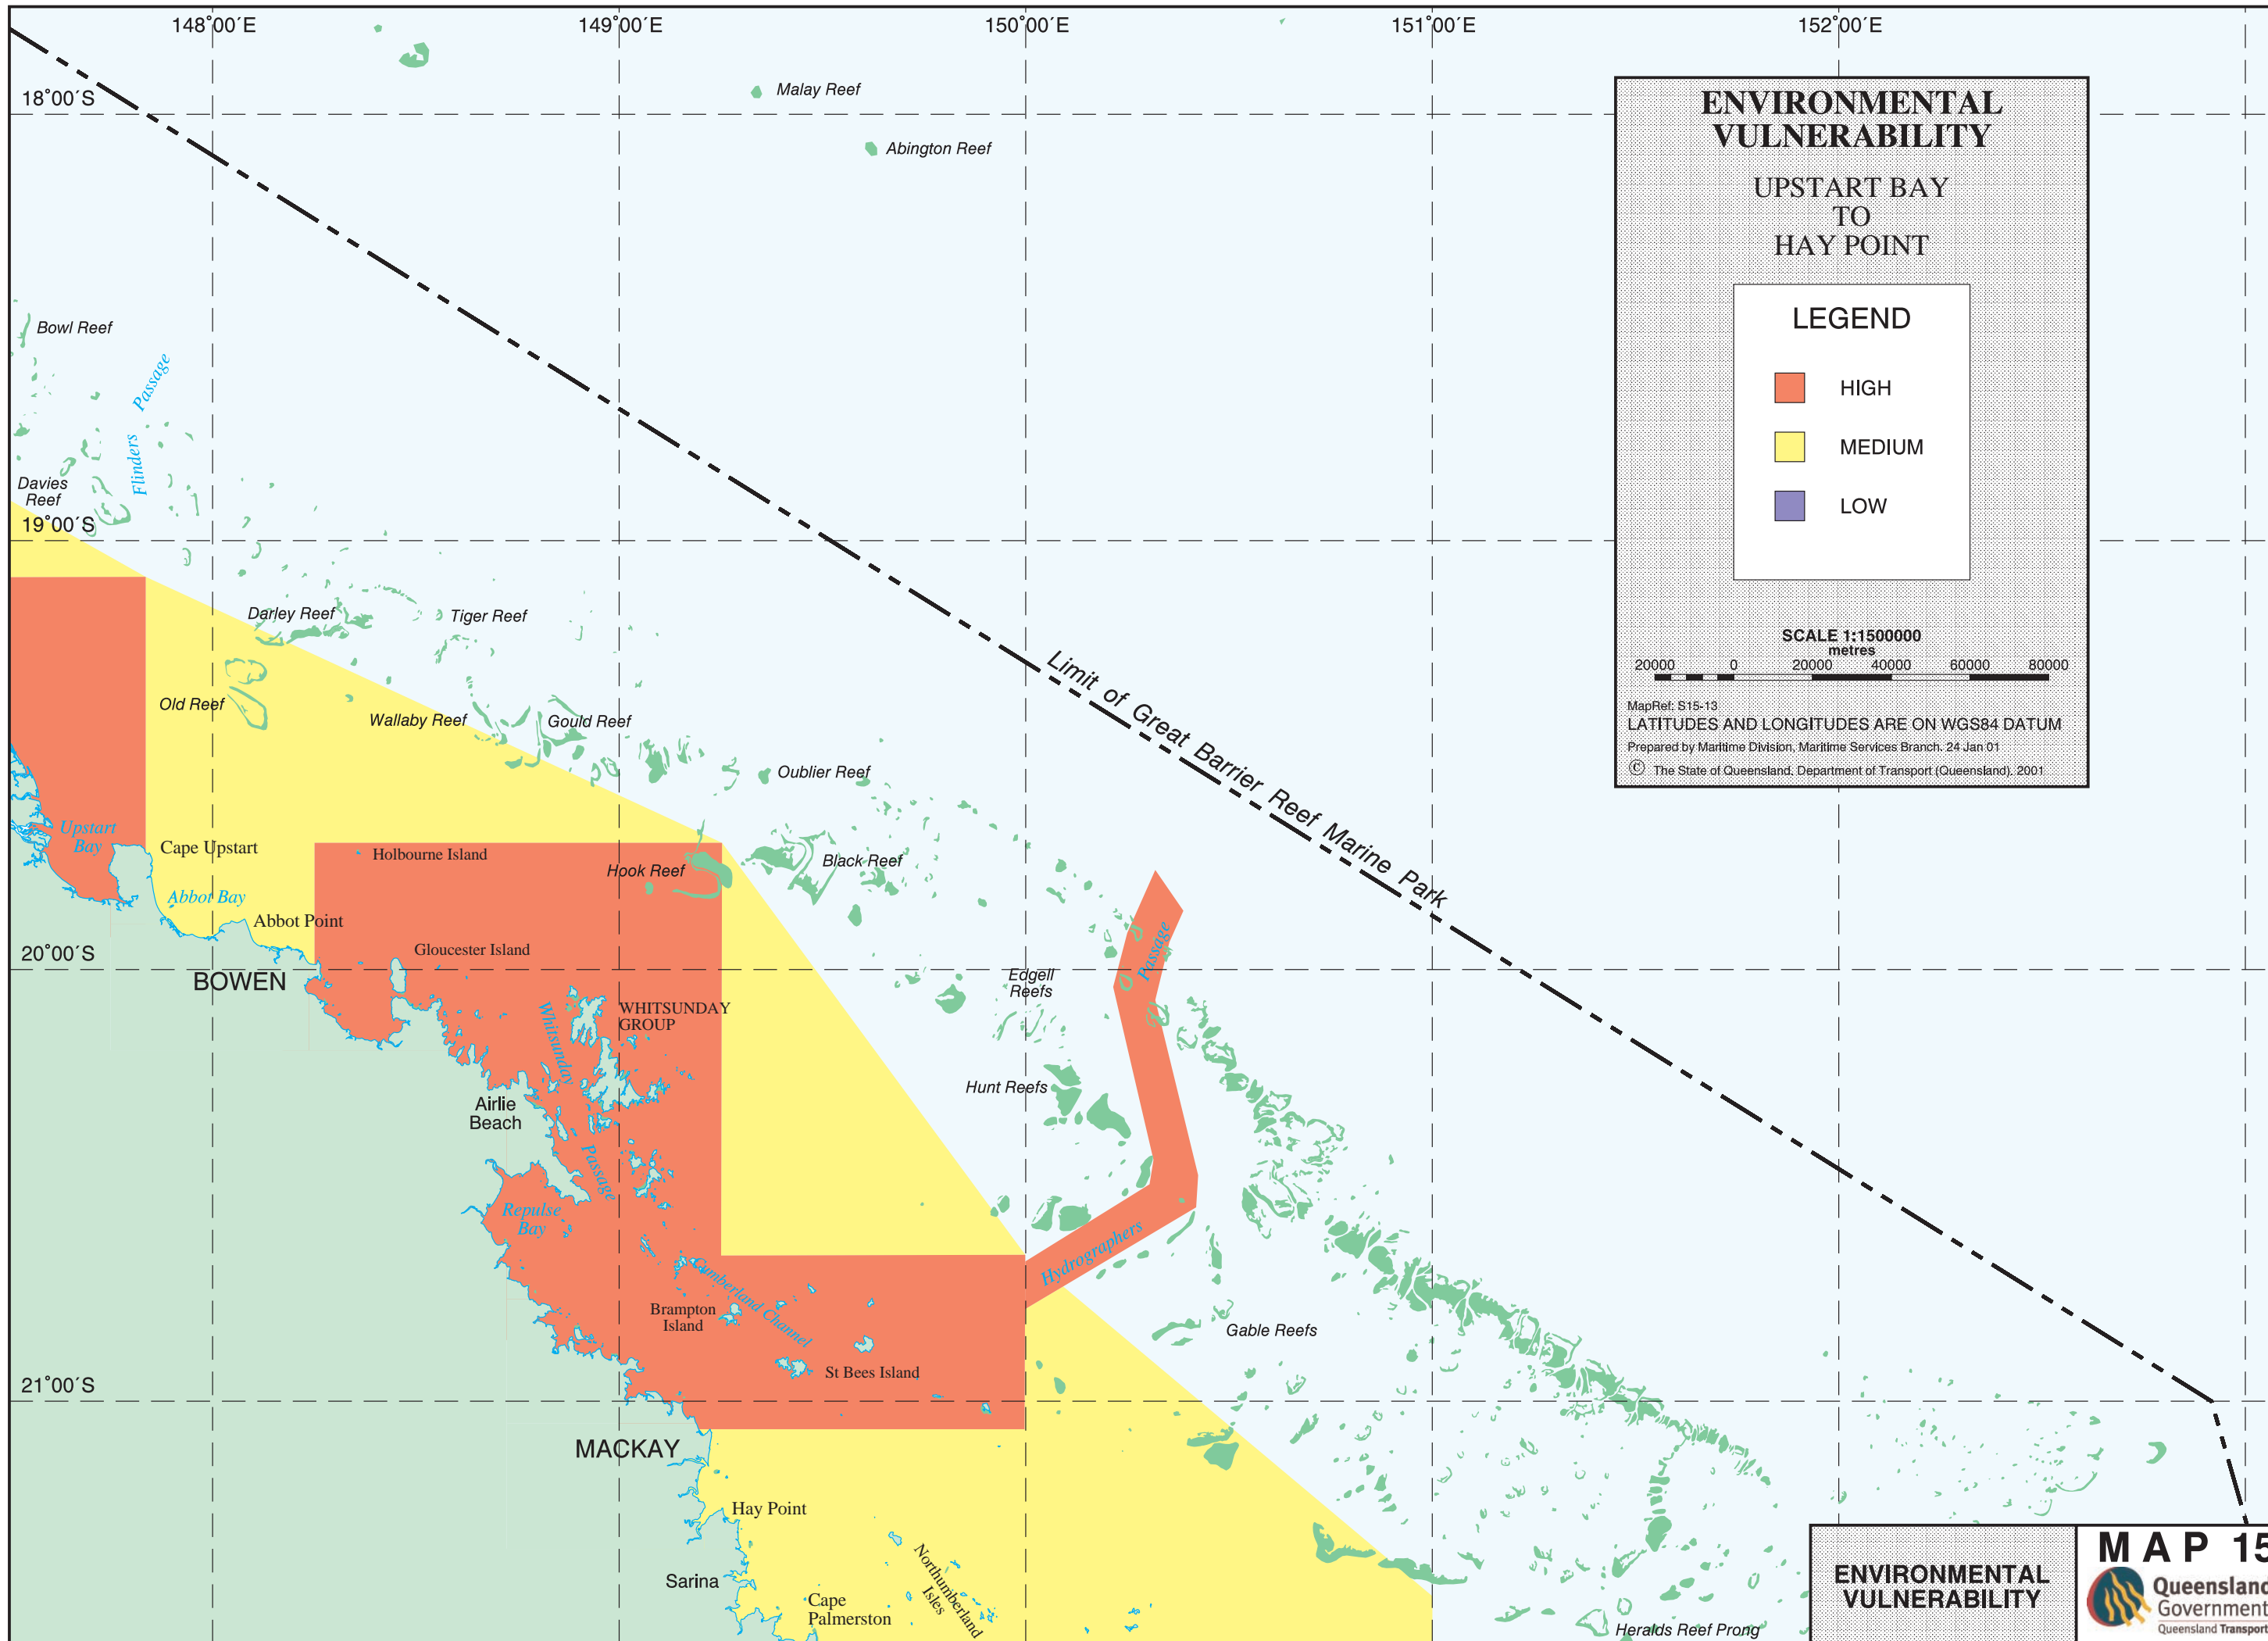 148°00´E
149°00´E
150°00´E
151°00´E
152°00´E
18°00´S
19°00´S
20°00´S
21°00´S
Malay Reef
Abington Reef
Bowl Reef
Flinders Passage
Davies
Reef
Darley Reef
Tiger Reef
Old Reef
Wallaby Reef
Gould Reef
Oublier Reef
Limit of Great Barrier Reef Marine Park
Upstart
Bay
Cape Upstart
Holbourne Island
Hook Reef
Black Reef
Abbot Bay
Abbot Point
Gloucester Island
BOWEN
Edgell
Reefs
WHITSUNDAY
GROUP
Whitsunday Passage
Hunt Reefs
Airlie
Beach
Repulse
Bay
Hydrographers Passage
Cumberland Channel
Brampton
Island
Gable Reefs
St Bees Island
MACKAY
Hay Point
Sarina
Northumberland
Isles
Cape
Palmerston
Heralds Reef Prong
ENVIRONMENTAL
VULNERABILITY
UPSTART BAY
TO
HAY POINT
LEGEND
HIGH
MEDIUM
LOW
SCALE 1:1500000
metres
20000 0 20000 40000 60000 80000
MapRef: S15-13
LATITUDES AND LONGITUDES ARE ON WGS84 DATUM
Prepared by Maritime Division, Maritime Services Branch. 24 Jan 01
© The State of Queensland, Department of Transport (Queensland), 2001
ENVIRONMENTAL
VULNERABILITY
MAP 15
Queensland
Government
Queensland Transport